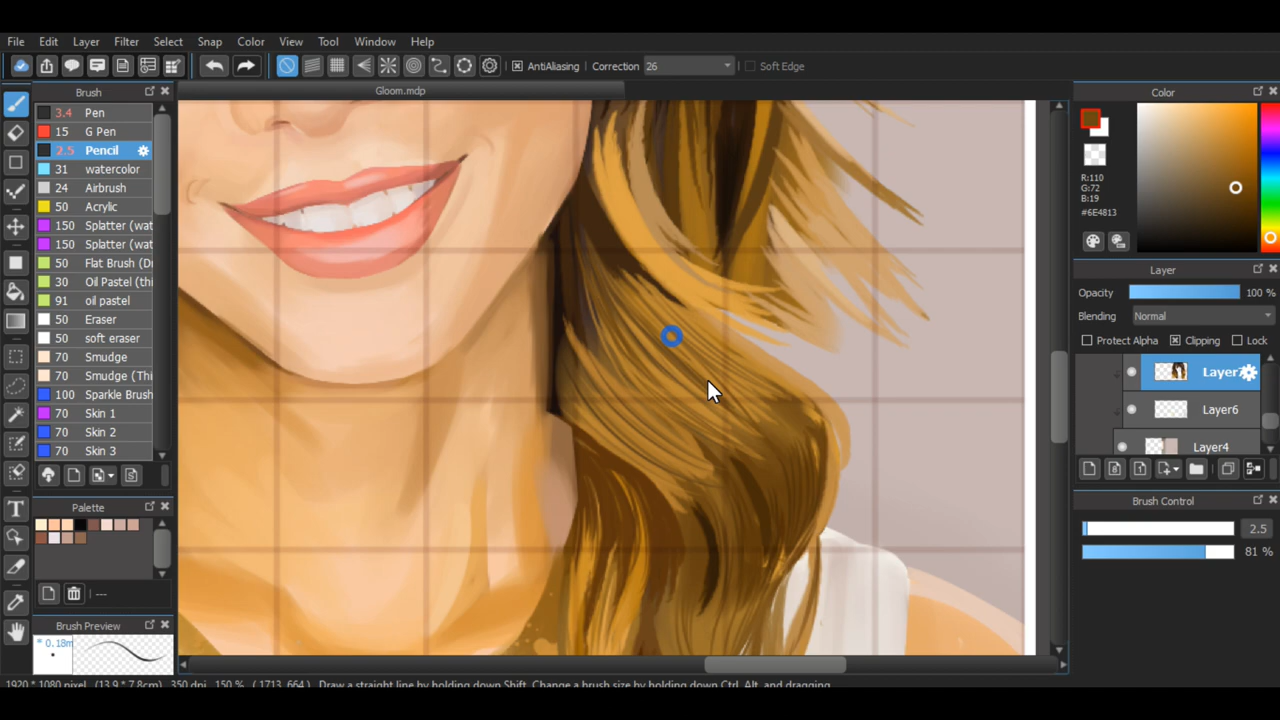 File Edit Layer Filter Select Snap Color View Tool Window Help
AntiAliasing Correction 26 Soft Edge
Brush
Gloom.mdp
Color
3.4 Pen
15 G Pen
2.5 Pencil
31 watercolor
24 Airbrush
50 Acrylic
150 Splatter (wat
150 Splatter (wat
50 Flat Brush (D
30 Oil Pastel (thi
91 oil pastel
50 Eraser
50 soft eraser
70 Smudge
70 Smudge (Thi
100 Sparkle Brush
70 Skin 1
70 Skin 2
70 Skin 3
R:110
G:72
B:19
#6E4813
Layer
Opacity 100 %
Blending Normal
Protect Alpha Clipping Lock
Layer7
Layer6
Layer4
Brush Control
2.5
81 %
Palette
---
Brush Preview
* 0.18m
1920 * 1080 pixel (13.9 * 7.8cm) 350 dpi 150 % ( 1713, 664 ) Draw a straight line by holding down Shift, Change a brush size by holding down Ctrl, Alt, and dragging